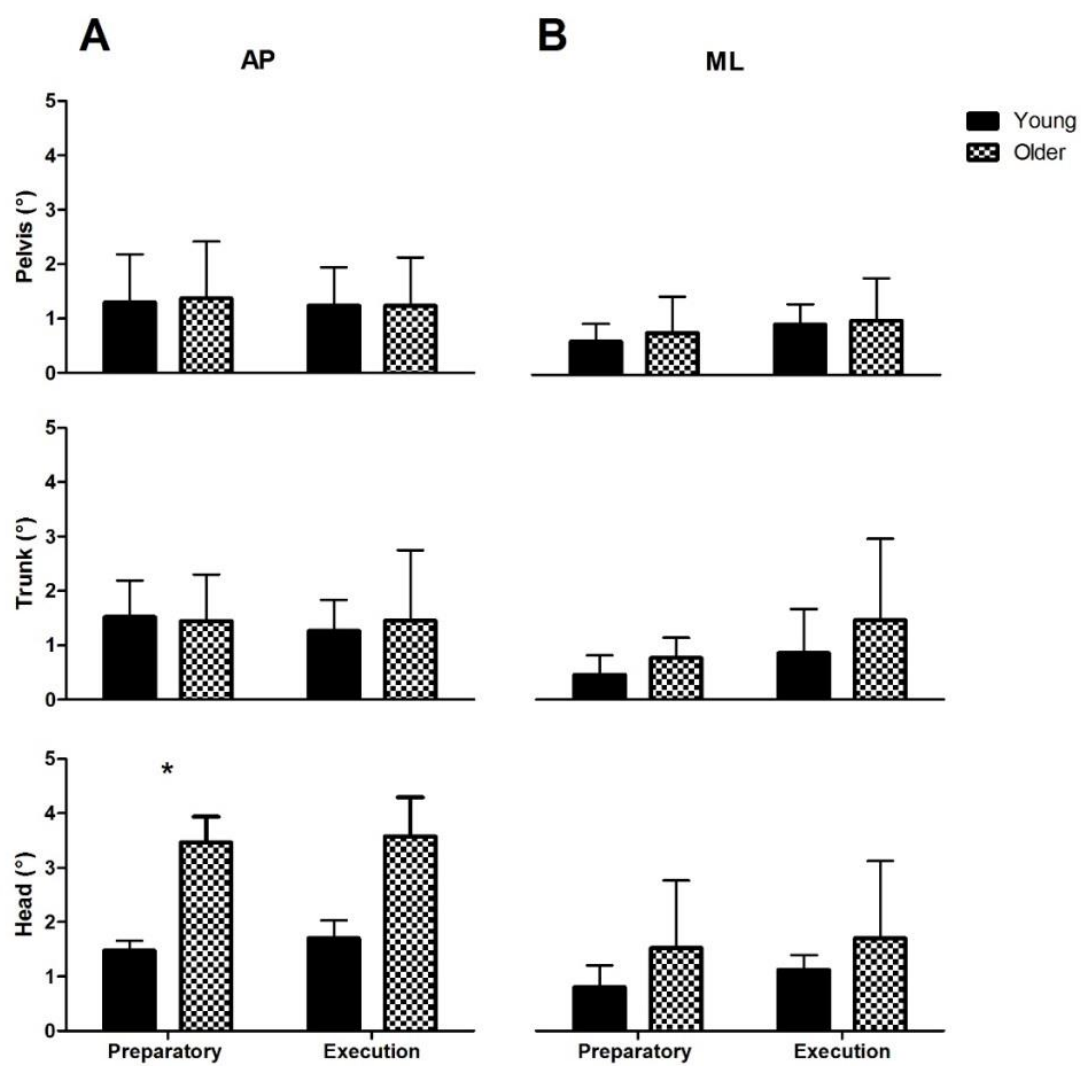 A
B
AP
ML
Young
Older
5
4
3
2
1
0
Pelvis (°)
5
4
3
2
1
0
Trunk (°)
*
5
4
3
2
1
0
Head (°)
Preparatory Execution Preparatory Execution